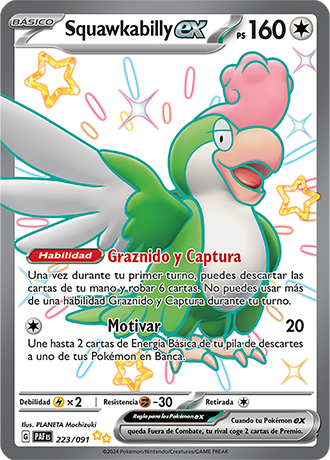 BÁSICO
Squawkabilly ex PS 160
Habilidad Graznido y Captura
Una vez durante tu primer turno, puedes descartar las
cartas de tu mano y robar 6 cartas. No puedes usar más
de una habilidad Graznido y Captura durante tu turno.
Motivar 20
Une hasta 2 cartas de Energía Básica de tu pila de descartes
a uno de tus Pokémon en Banca.
Debilidad ×2 Resistencia -30 Retirada
Ilus. PLANETA Mochizuki
Regla para los Pokémon ex
Cuando tu Pokémon ex
queda Fuera de Combate, tu rival coge 2 cartas de Premio.
G PAF ES 223/091
©2024 Pokémon/Nintendo/Creatures/GAME FREAK